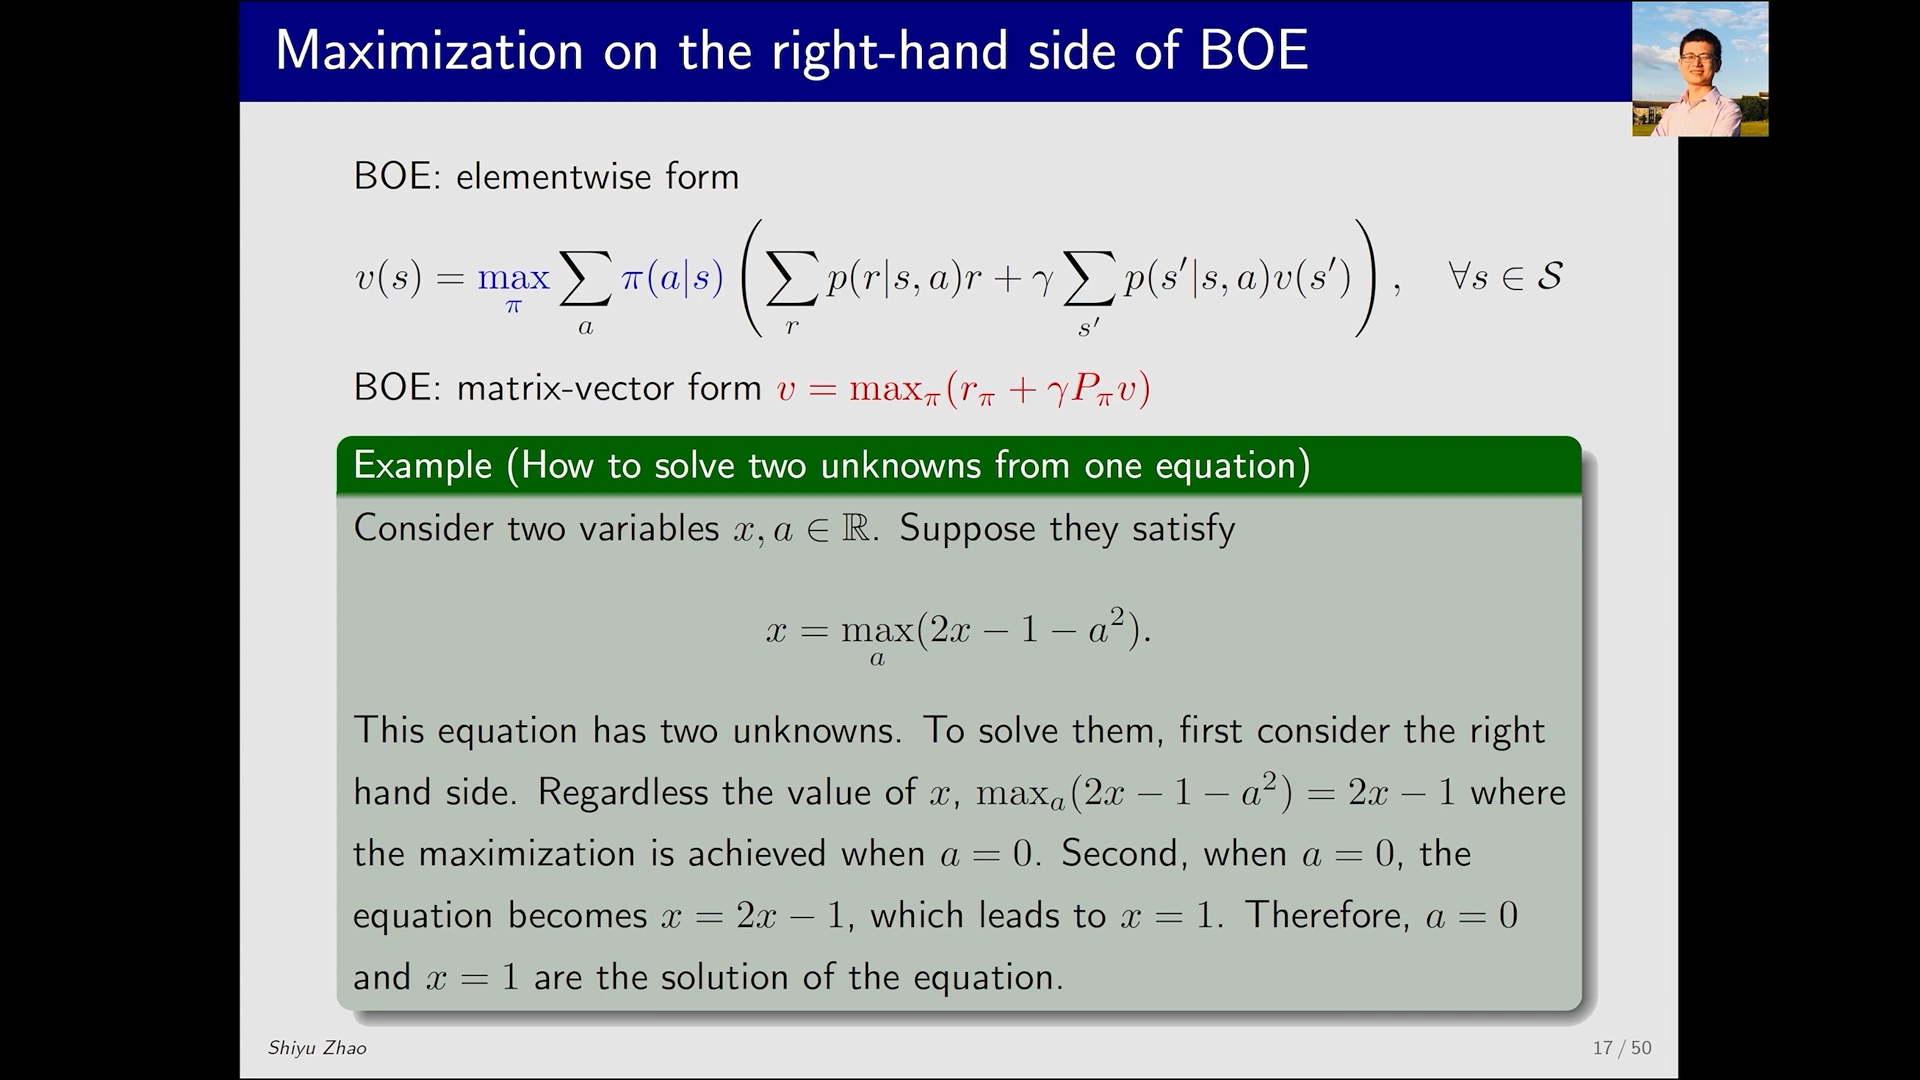 Maximization on the right-hand side of BOE
BOE: elementwise form
v(s) = max_π ∑_a π(a|s) ( ∑_r p(r|s, a)r + γ ∑_{s′} p(s′|s, a)v(s′) ) , ∀s ∈ 𝒮
BOE: matrix-vector form v = max_π(r_π + γP_πv)
Example (How to solve two unknowns from one equation)
Consider two variables x, a ∈ ℝ. Suppose they satisfy
x = max_a(2x − 1 − a²).
This equation has two unknowns. To solve them, first consider the right
hand side. Regardless the value of x, max_a(2x − 1 − a²) = 2x − 1 where
the maximization is achieved when a = 0. Second, when a = 0, the
equation becomes x = 2x − 1, which leads to x = 1. Therefore, a = 0
and x = 1 are the solution of the equation.
Shiyu Zhao
17 / 50